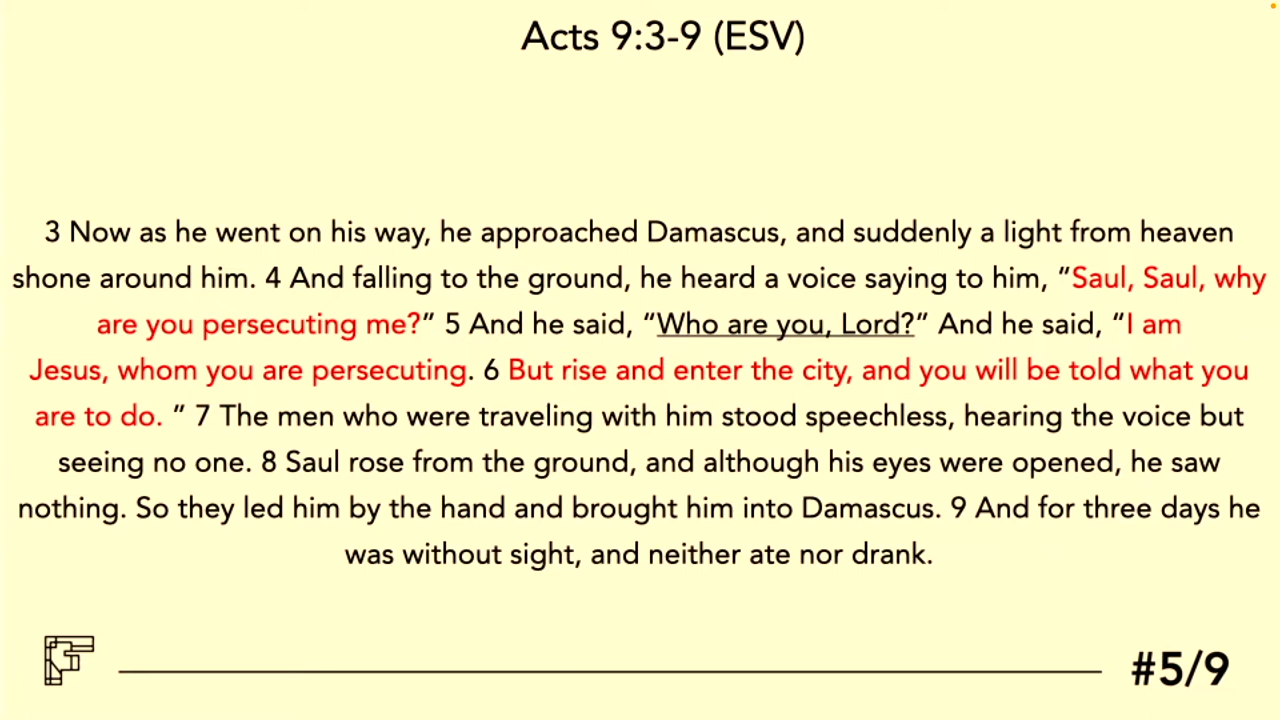 Acts 9:3-9 (ESV)
3 Now as he went on his way, he approached Damascus, and suddenly a light from heaven
shone around him. 4 And falling to the ground, he heard a voice saying to him, ”Saul, Saul, why
are you persecuting me?” 5 And he said, “Who are you, Lord?” And he said, “I am
Jesus, whom you are persecuting. 6 But rise and enter the city, and you will be told what you
are to do. ” 7 The men who were traveling with him stood speechless, hearing the voice but
seeing no one. 8 Saul rose from the ground, and although his eyes were opened, he saw
nothing. So they led him by the hand and brought him into Damascus. 9 And for three days he
was without sight, and neither ate nor drank.
#5/9